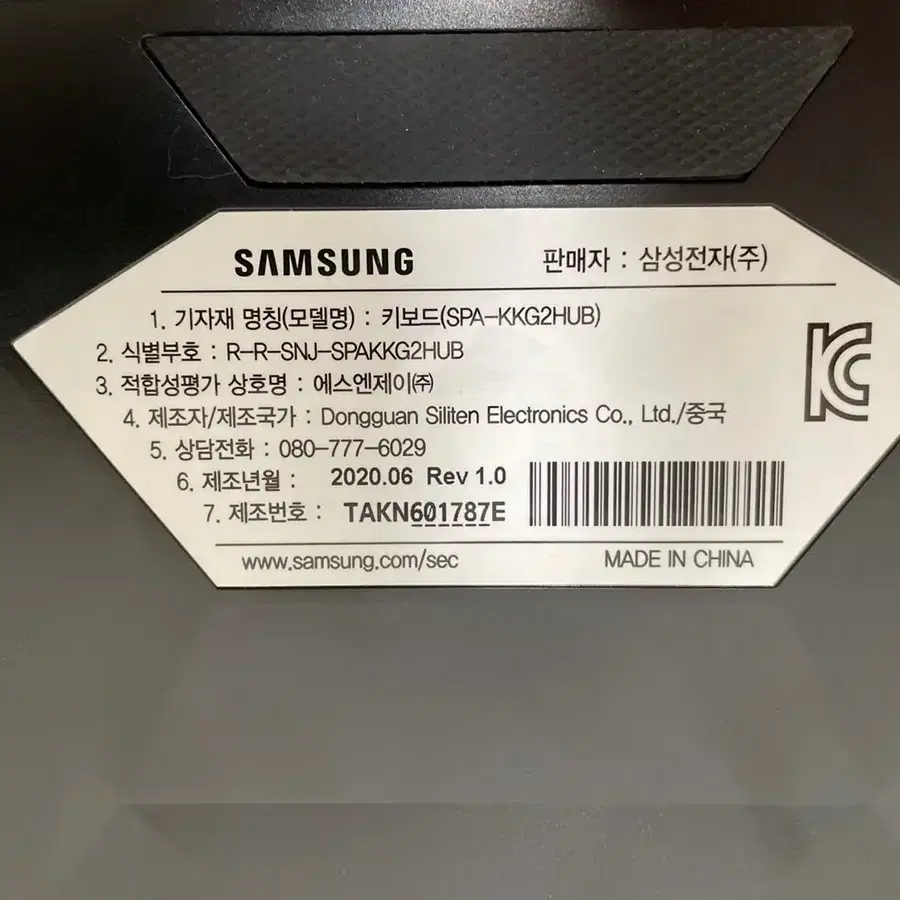 SAMSUNG 판매자 : 삼성전자(주)
1. 기자재 명칭(모델명) : 키보드(SPA-KKG2HUB)
2. 식별부호 : R-R-SNJ-SPAKKG2HUB
3. 적합성평가 상호명 : 에스엔제이㈜
4. 제조자/제조국가 : Dongguan Siliten Electronics Co., Ltd./중국
5. 상담전화 : 080-777-6029
6. 제조년월 : 2020.06 Rev 1.0
7. 제조번호 : TAKN601787E
www.samsung.com/sec MADE IN CHINA